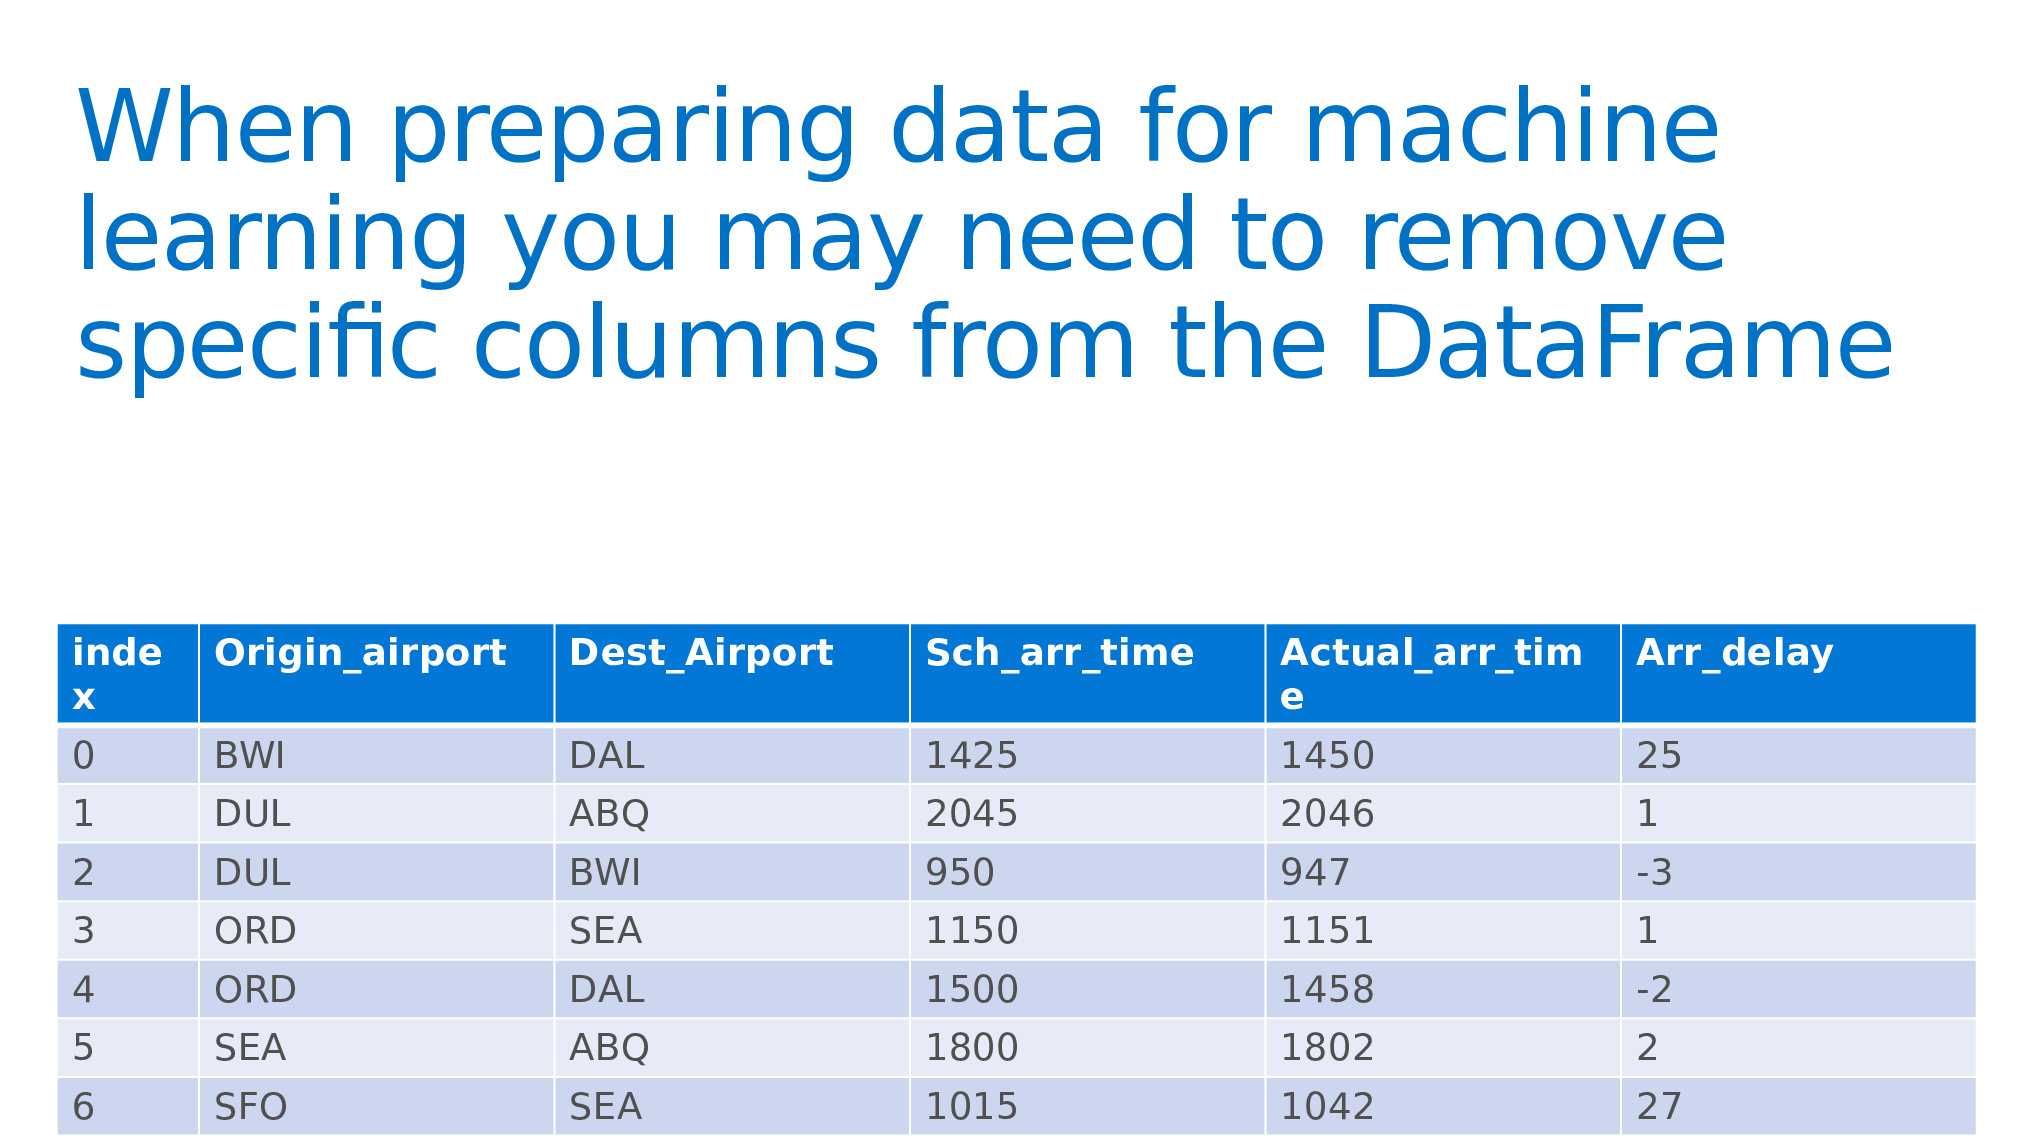 When preparing data for machine
learning you may need to remove
specific columns from the DataFrame
inde
x
Origin_airport
Dest_Airport
Sch_arr_time
Actual_arr_tim
e
Arr_delay
0 BWI DAL 1425 1450 25
1 DUL ABQ 2045 2046 1
2 DUL BWI 950 947 -3
3 ORD SEA 1150 1151 1
4 ORD DAL 1500 1458 -2
5 SEA ABQ 1800 1802 2
6 SFO SEA 1015 1042 27